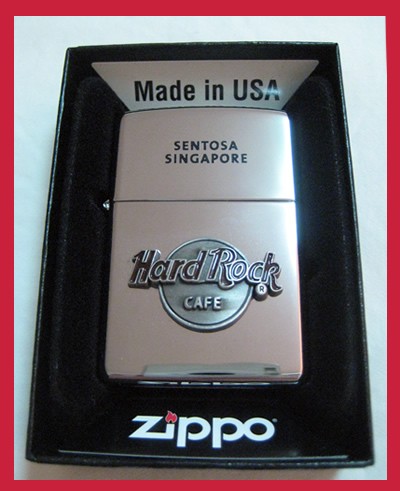 Made in USA
SENTOSA
SINGAPORE
Hard Rock
®
CAFE
zippo®